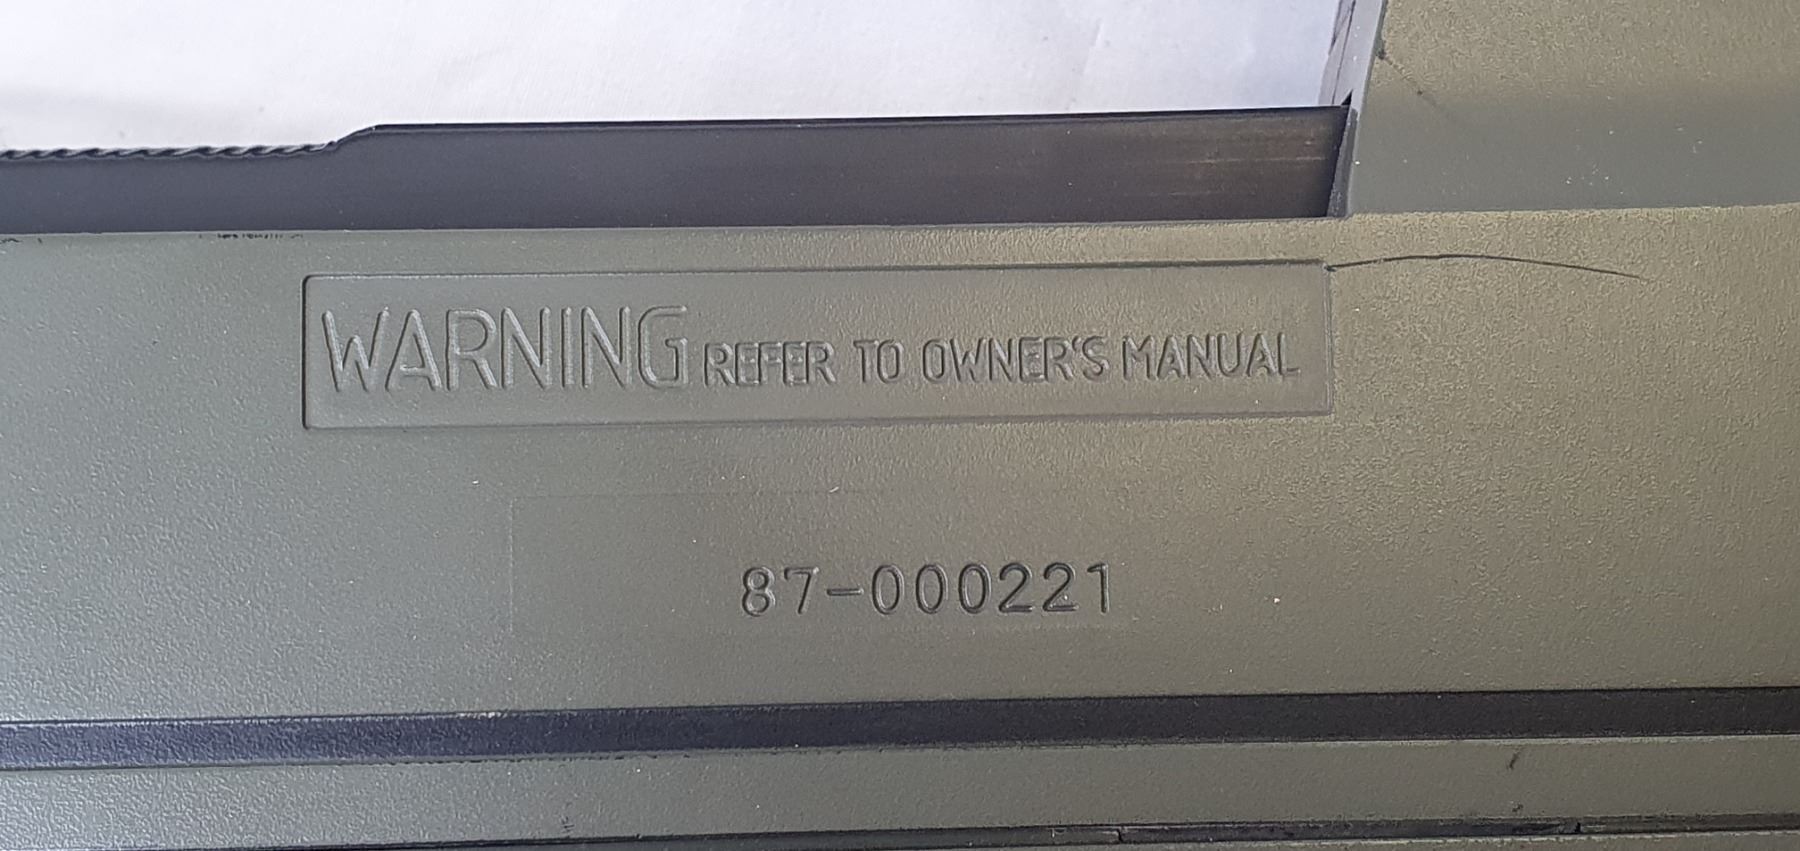 WARNING REFER TO OWNER'S MANUAL
87-000221